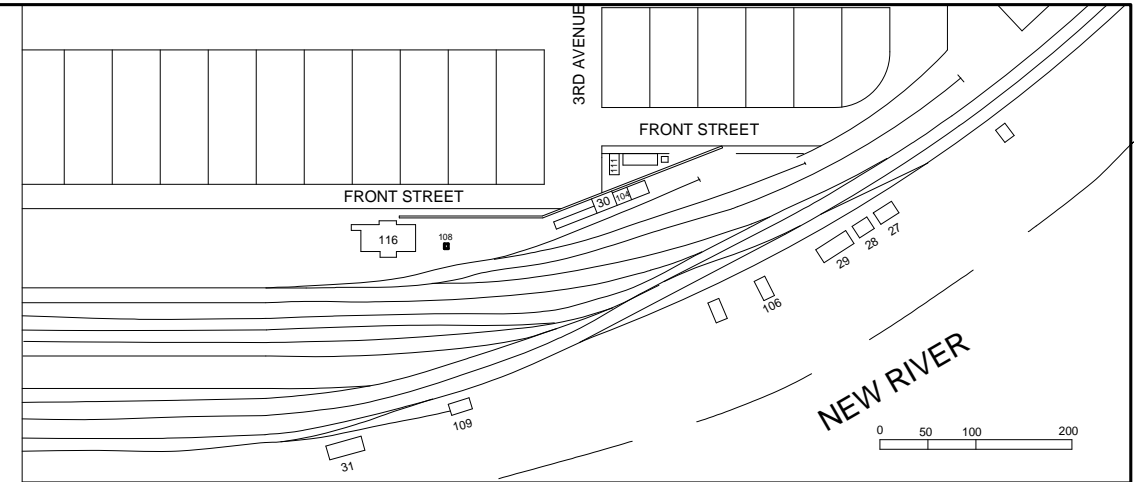 3RD AVENUE
FRONT STREET
111
FRONT STREET
30
104
116
108
27
28
29
106
NEW RIVER
109
31
0 50 100 200